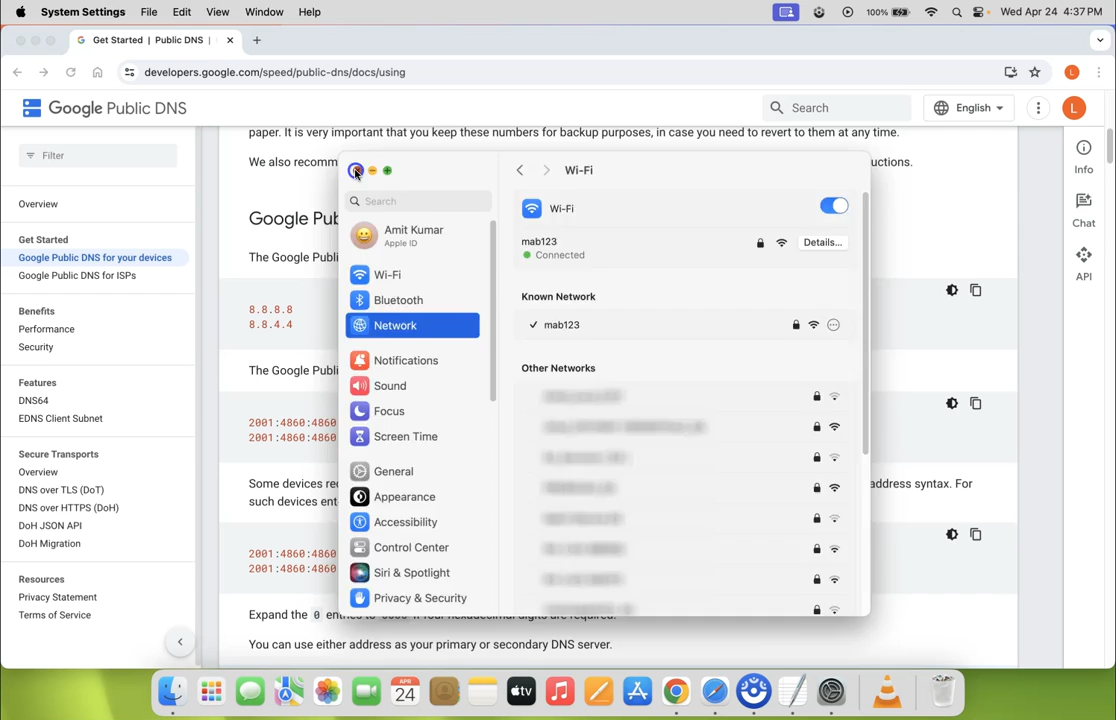 System Settings File Edit View Window Help 100% Wed Apr 24 4:37 PM
Get Started | Public DNS |
developers.google.com/speed/public-dns/docs/using L
Google Public DNS Search English L
paper. It is very important that you keep these numbers for backup purposes, in case you need to revert to them at any time.
We also recomm uctions.
Filter
Overview
Get Started
Google Public DNS for your devices
Google Public DNS for ISPs
Benefits
Performance
Security
Features
DNS64
EDNS Client Subnet
Secure Transports
Overview
DNS over TLS (DoT)
DNS over HTTPS (DoH)
DoH JSON API
DoH Migration
Resources
Privacy Statement
Terms of Service
Google Pub
The Google Publi
8.8.8.8
8.8.4.4
The Google Publi
2001:4860:4860
2001:4860:4860
Some devices re address syntax. For
such devices ent
2001:4860:4860
2001:4860:4860
Expand the 0 entries to 0000 if four hexadecimal digits are required.
You can use either address as your primary or secondary DNS server.
Search
Amit Kumar
Apple ID
Wi-Fi
Bluetooth
Network
Notifications
Sound
Focus
Screen Time
General
Appearance
Accessibility
Control Center
Siri & Spotlight
Privacy & Security
Wi-Fi
Wi-Fi
mab123 Details...
Connected
Known Network
mab123
Other Networks
Info
Chat
API
APR
24
tv